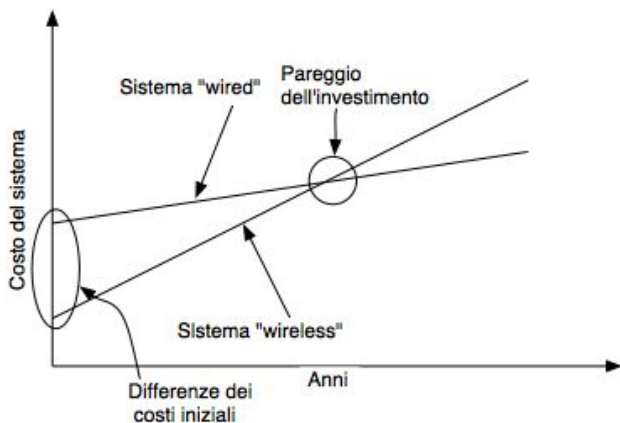 Pareggio
dell'investimento
Sistema "wired"
Costo del sistema
SIstema "wireless"
Anni
Differenze dei
costi iniziali